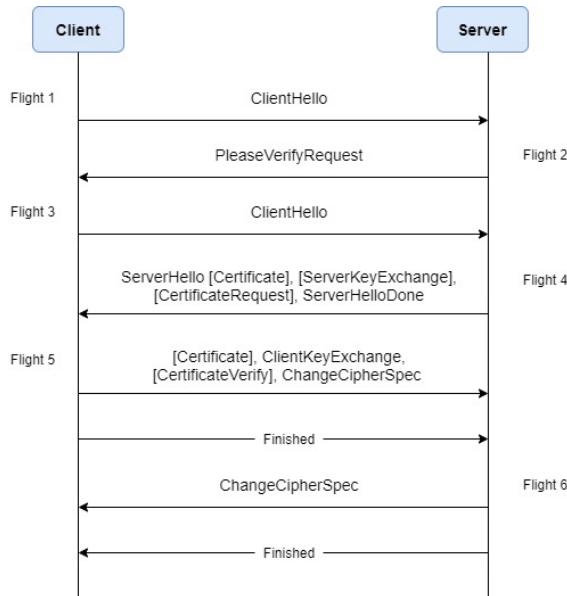 Client
Server
Flight 1
ClientHello
PleaseVerifyRequest
Flight 2
Flight 3
ClientHello
ServerHello [Certificate], [ServerKeyExchange],
[CertificateRequest], ServerHelloDone
Flight 4
Flight 5
[Certificate], ClientKeyExchange,
[CertificateVerify], ChangeCipherSpec
Finished
ChangeCipherSpec
Flight 6
Finished